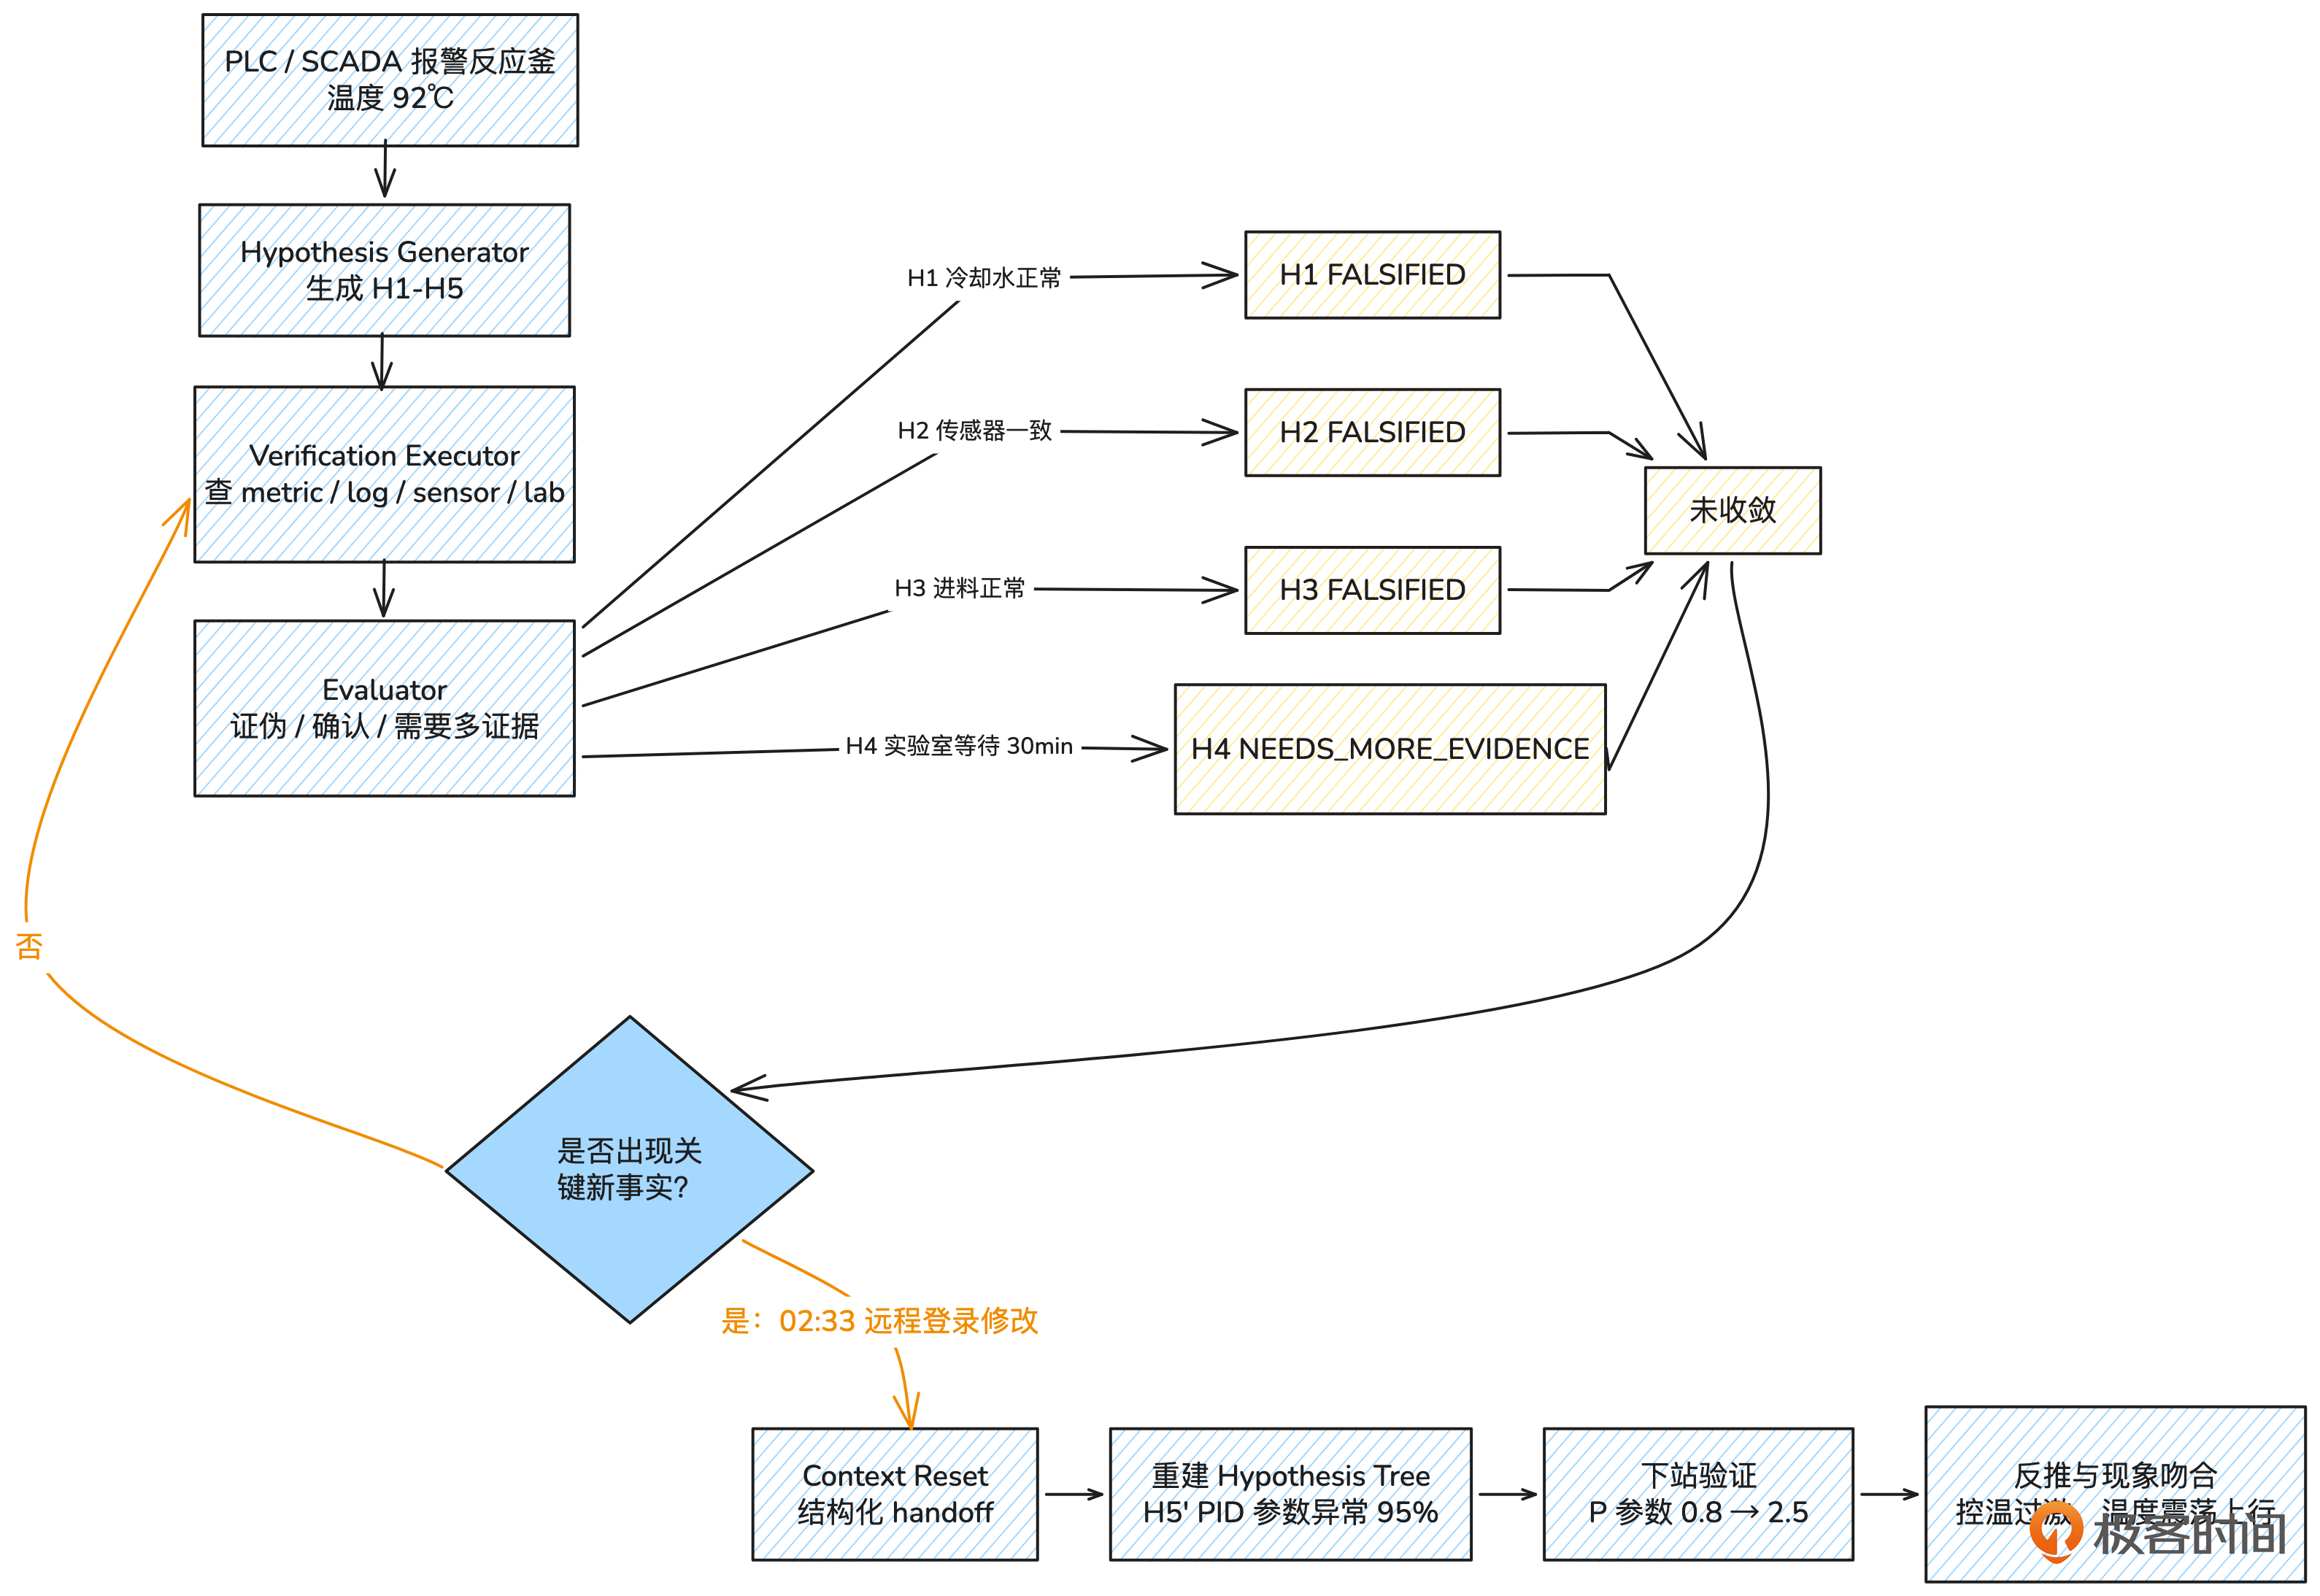 PLC / SCADA 报警反应釜
温度 92℃
Hypothesis Generator
生成 H1-H5
Verification Executor
查 metric / log / sensor / lab
Evaluator
证伪 / 确认 / 需要多证据
H1 冷却水正常
H1 FALSIFIED
H2 传感器一致
H2 FALSIFIED
H3 进料正常
H3 FALSIFIED
H4 实验室等待 30min
H4 NEEDS_MORE_EVIDENCE
未收敛
否
是否出现关
键新事实？
是：02:33 远程登录修改
Context Reset
结构化 handoff
重建 Hypothesis Tree
H5' PID 参数异常 95%
下站验证
P 参数 0.8 → 2.5
反推与现象吻合
控温过激 温度震荡上行
极客时间